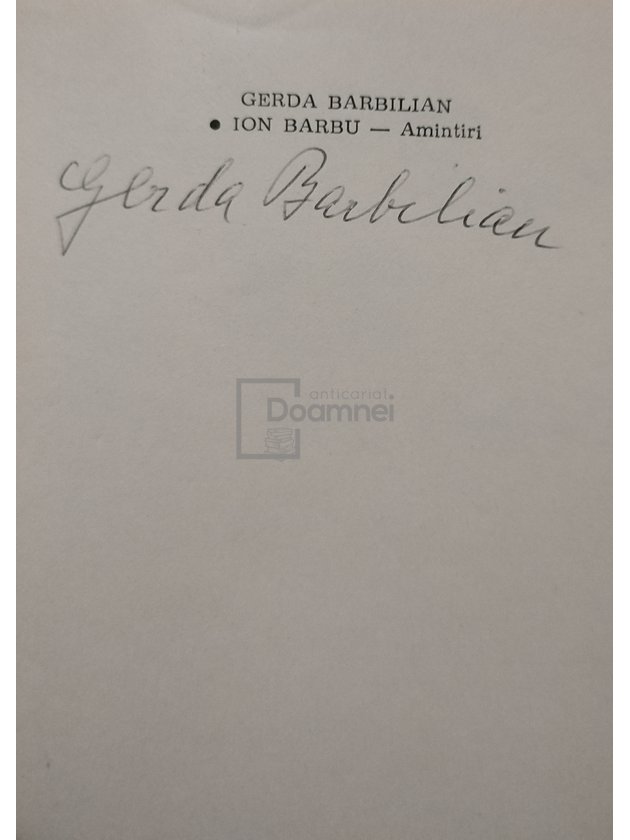 GERDA BARBILIAN
● ION BARBU — Amintiri
Gerda Barbilian
anticariat
Doamnei